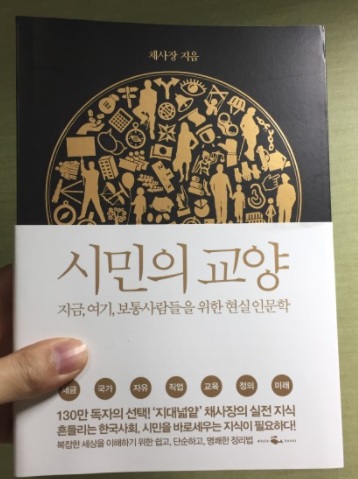 채사장 지음
시민의 교양
지금, 여기, 보통사람들을 위한 현실 인문학
세금 국가 자유 직업 교육 정의 미래
130만 독자의 선택! ‘지대넓얕’ 채사장의 실전 지식
흔들리는 한국사회, 시민을 바로세우는 지식이 필요하다!
복잡한 세상을 이해하기 위한 쉽고, 단순하고, 명쾌한 정리법
whale books